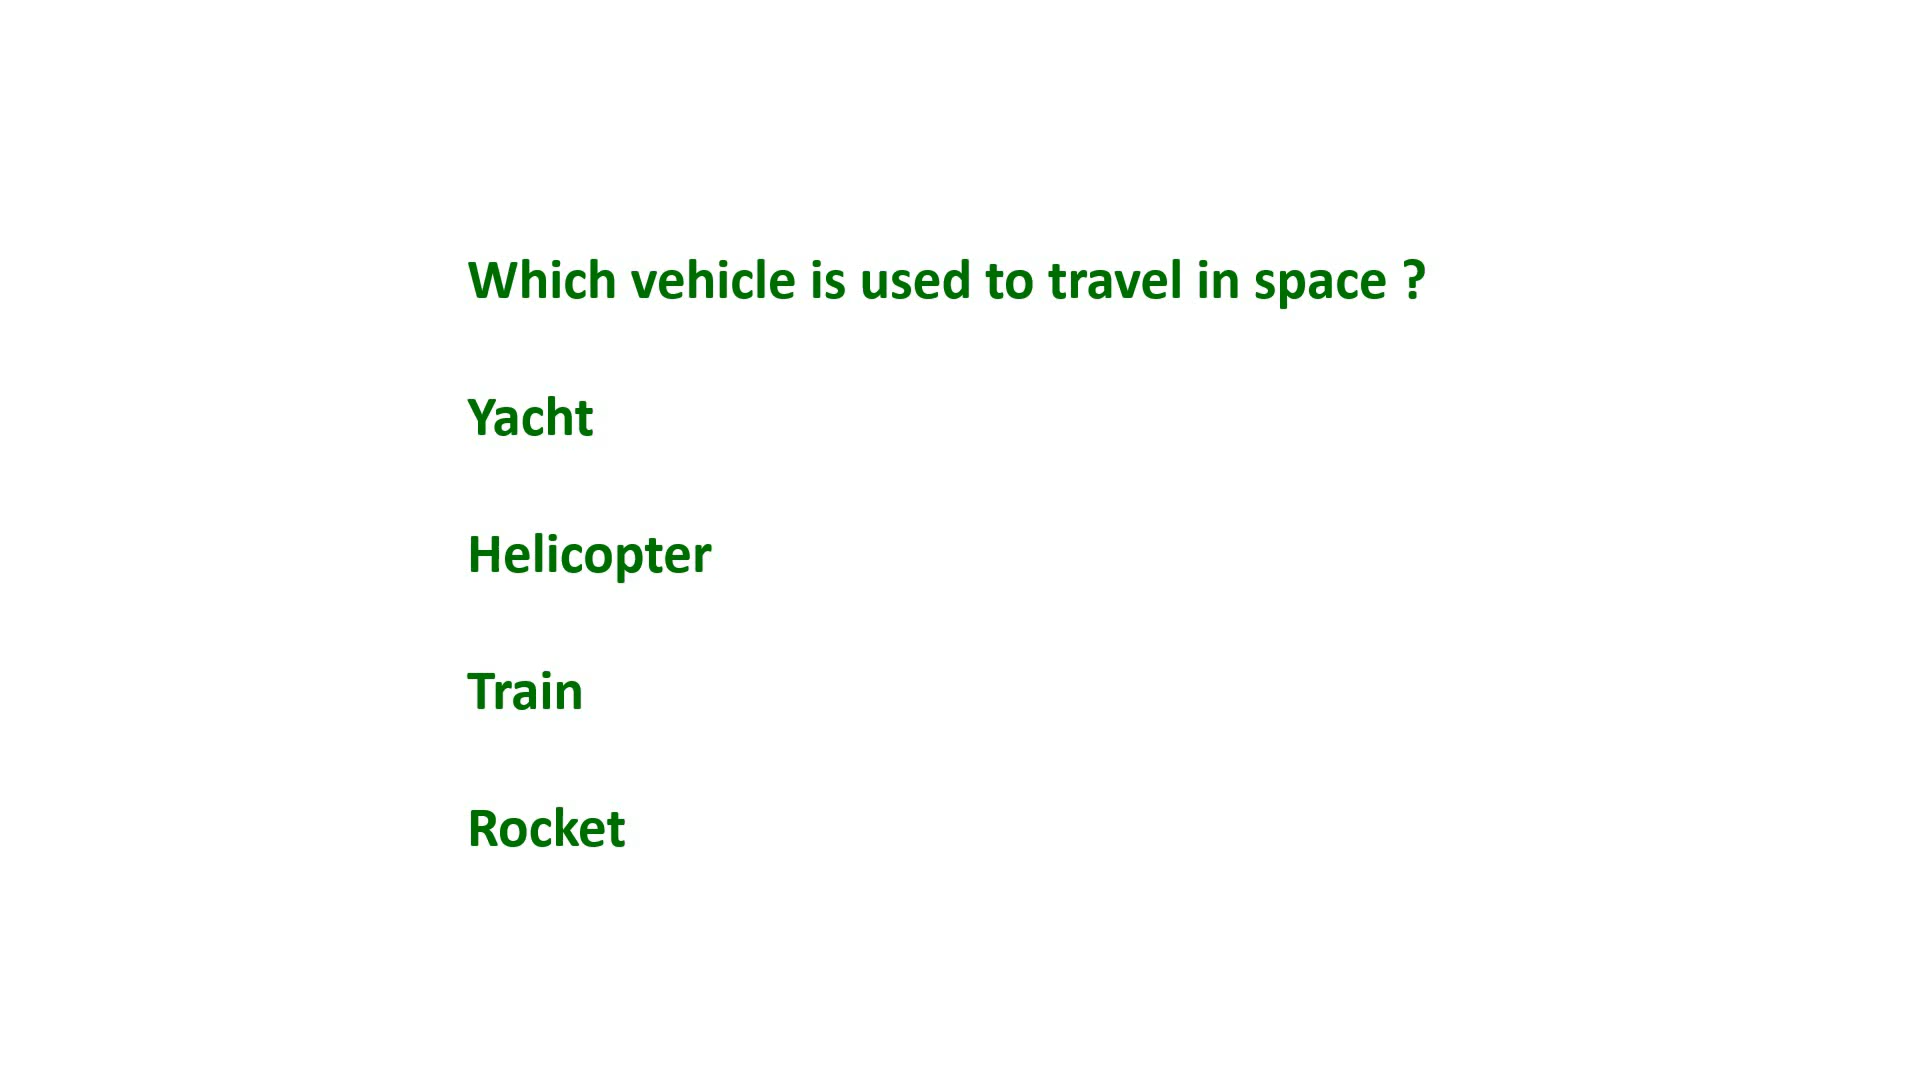 Which vehicle is used to travel in space ?
Yacht
Helicopter
Train
Rocket